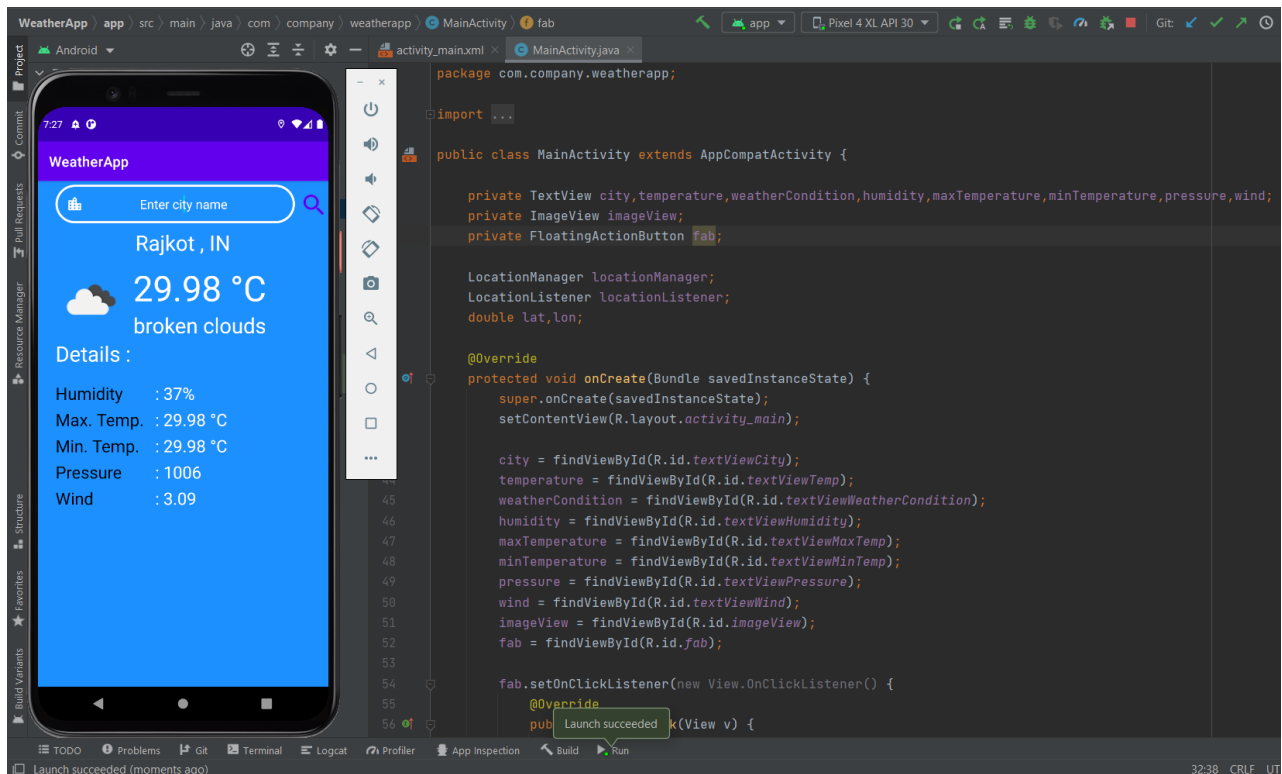 WeatherApp app src main java com company weatherapp MainActivity fab app Pixel 4 XL API 30 Git:
Project
Commit
Pull Requests
Resource Manager
Structure
Favorites
Build Variants
Android
activity_main.xml
MainActivity.java
7:27
WeatherApp
Enter city name
Rajkot , IN
29.98 °C
broken clouds
Details :
Humidity : 37%
Max. Temp. : 29.98 °C
Min. Temp. : 29.98 °C
Pressure : 1006
Wind : 3.09
package com.company.weatherapp;
import ...
public class MainActivity extends AppCompatActivity {
private TextView city,temperature,weatherCondition,humidity,maxTemperature,minTemperature,pressure,wind;
private ImageView imageView;
private FloatingActionButton fab;
LocationManager locationManager;
LocationListener locationListener;
double lat,lon;
@Override
protected void onCreate(Bundle savedInstanceState) {
super.onCreate(savedInstanceState);
setContentView(R.layout.activity_main);
city = findViewById(R.id.textViewCity);
44 temperature = findViewById(R.id.textViewTemp);
45 weatherCondition = findViewById(R.id.textViewWeatherCondition);
46 humidity = findViewById(R.id.textViewHumidity);
47 maxTemperature = findViewById(R.id.textViewMaxTemp);
48 minTemperature = findViewById(R.id.textViewMinTemp);
49 pressure = findViewById(R.id.textViewPressure);
50 wind = findViewById(R.id.textViewWind);
51 imageView = findViewById(R.id.imageView);
52 fab = findViewById(R.id.fab);
53
54 fab.setOnClickListener(new View.OnClickListener() {
55 @Override
56 pub k(View v) {
Launch succeeded
TODO Problems Git Terminal Logcat Profiler App Inspection Build Run
Launch succeeded (moments ago) 32:38 CRLF UT